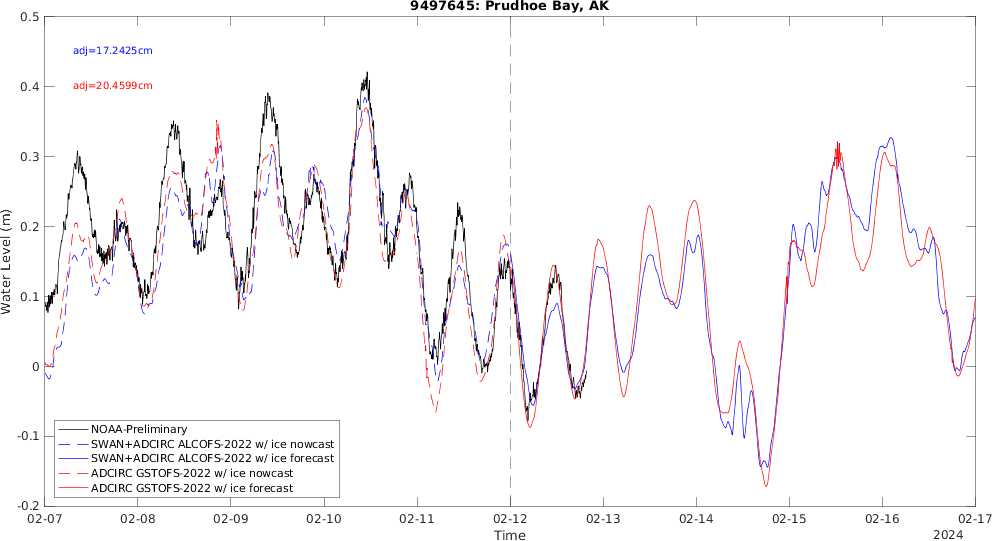 9497645: Prudhoe Bay, AK
0.5
adj=17.2425cm
adj=20.4599cm
0.4
0.3
0.2
Water Level (m)
0.1
0
-0.1
-0.2
NOAA-Preliminary
SWAN+ADCIRC ALCOFS-2022 w/ ice nowcast
SWAN+ADCIRC ALCOFS-2022 w/ ice forecast
ADCIRC GSTOFS-2022 w/ ice nowcast
ADCIRC GSTOFS-2022 w/ ice forecast
02-07 02-08 02-09 02-10 02-11 02-12 02-13 02-14 02-15 02-16 02-17
Time
2024